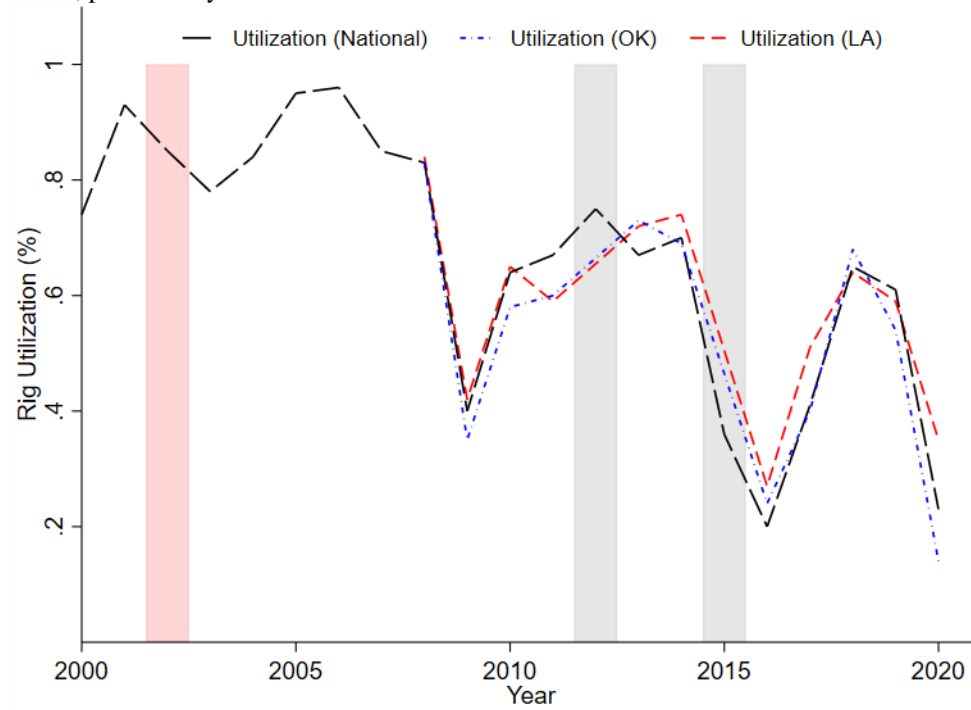 Utilization (National) Utilization (OK) Utilization (LA)
1
.8
.6
.4
.2
Rig Utilization (%)
2000 2005 2010 2015 2020
Year